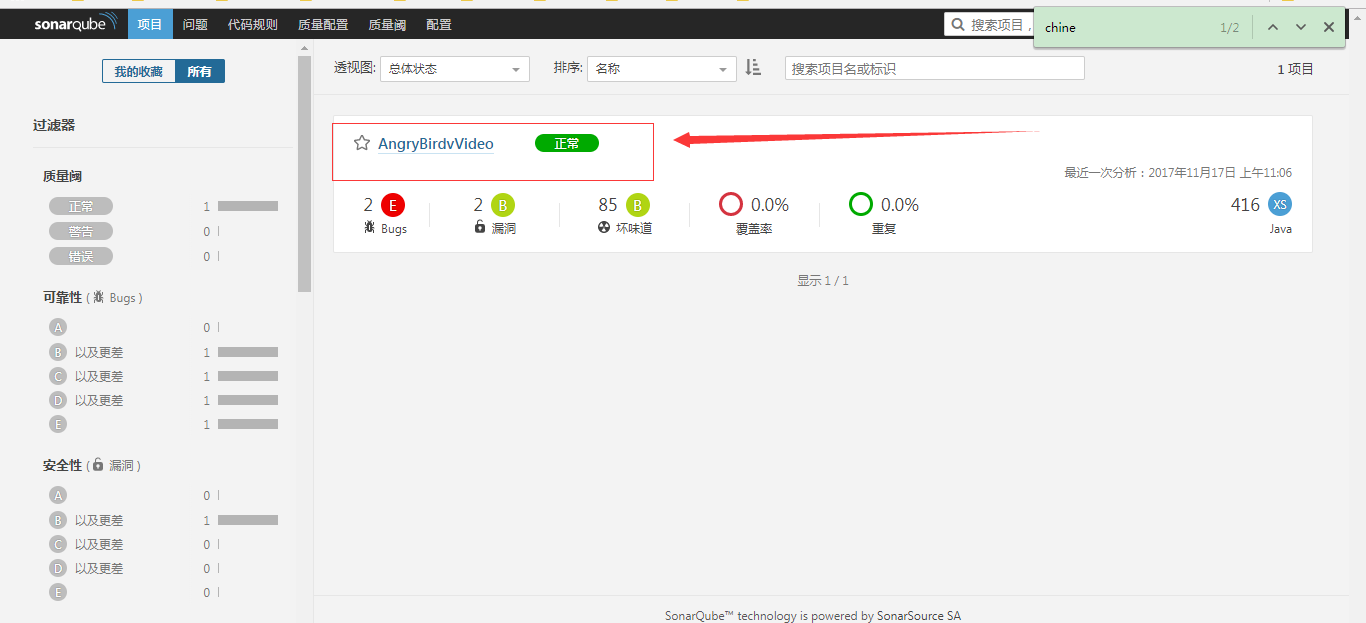 sonarqube 项目 问题 代码规则 质量配置 质量阈 配置 搜索项目， chine 1/2
我的收藏 所有
透视图: 总体状态 排序: 名称 搜索项目名或标识 1 项目
过滤器
质量阈
正常 1
警告 0
错误 0
可靠性 ( Bugs )
A 0
B 以及更差 1
C 以及更差 1
D 以及更差 1
E 1
安全性 ( 漏洞 )
A 0
B 以及更差 1
C 以及更差 0
D 以及更差 0
E 0
AngryBirdvVideo 正常
最近一次分析：2017年11月17日 上午11:06
2 E 2 B 85 B 0.0% 0.0% 416 XS
Bugs 漏洞 坏味道 覆盖率 重复 Java
显示 1 / 1
SonarQube™ technology is powered by SonarSource SA